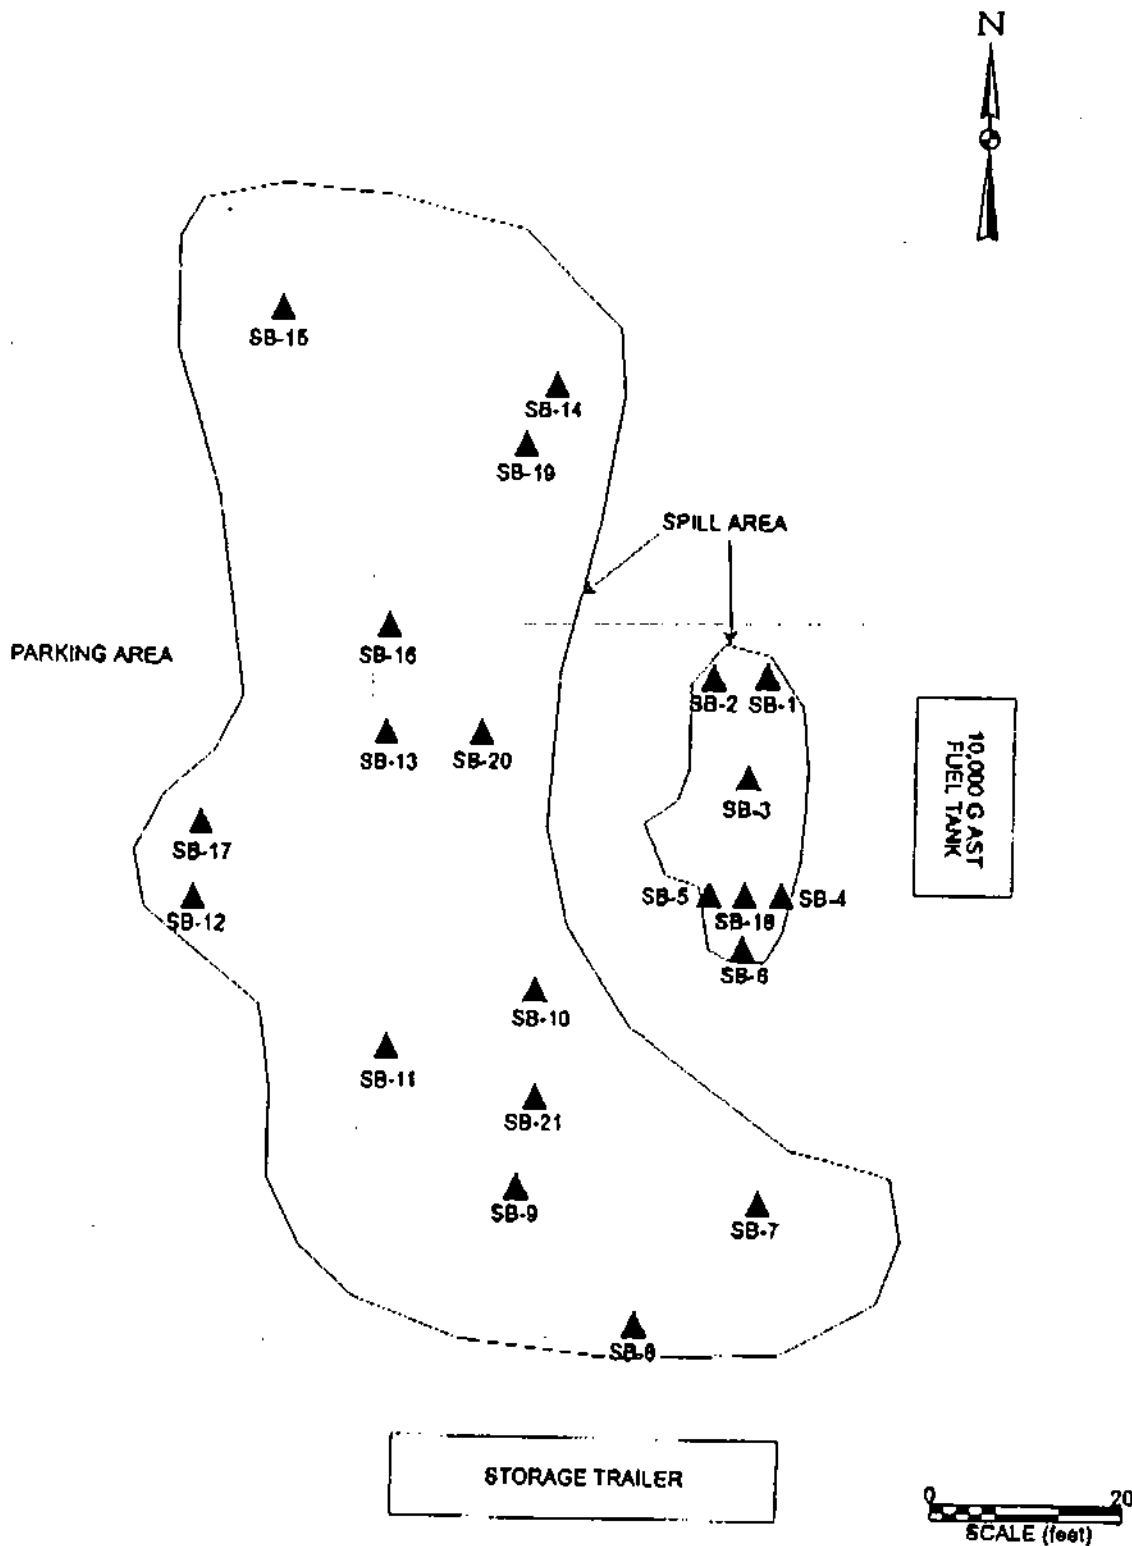 N
SB-15
SB-14
SB-19
SPILL AREA
PARKING AREA
SB-16
SB-2
SB-1
SB-13
SB-20
SB-3
10,000 G AST
FUEL TANK
SB-17
SB-12
SB-5
SB-18
SB-4
SB-6
SB-10
SB-11
SB-21
SB-9
SB-7
SB-8
STORAGE TRAILER
0 20
SCALE (feet)